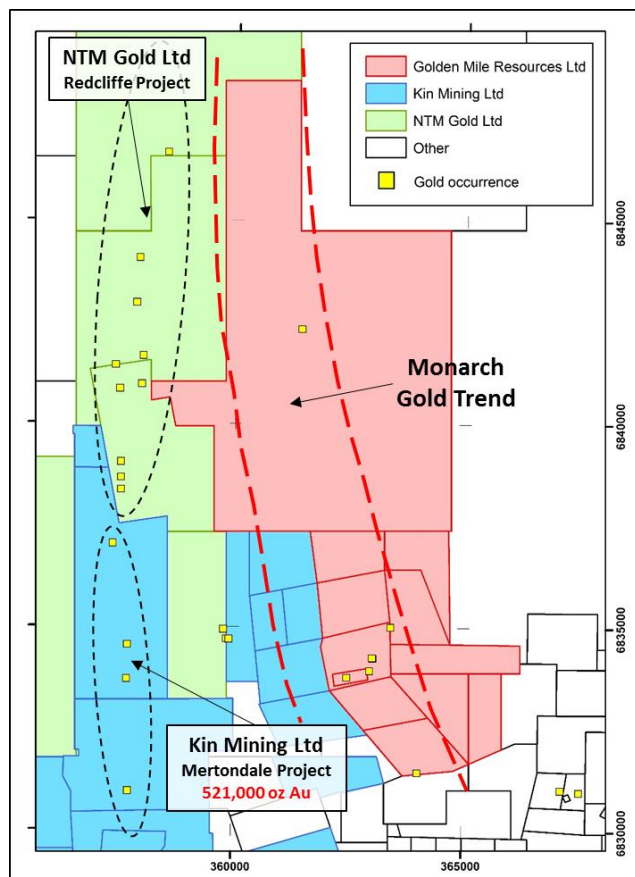 NTM Gold Ltd
Redcliffe Project
Golden Mile Resources Ltd
Kin Mining Ltd
NTM Gold Ltd
Other
Gold occurrence
6845000
Monarch
Gold Trend
6840000
6835000
Kin Mining Ltd
Mertondale Project
521,000 oz Au
6830000
360000
365000